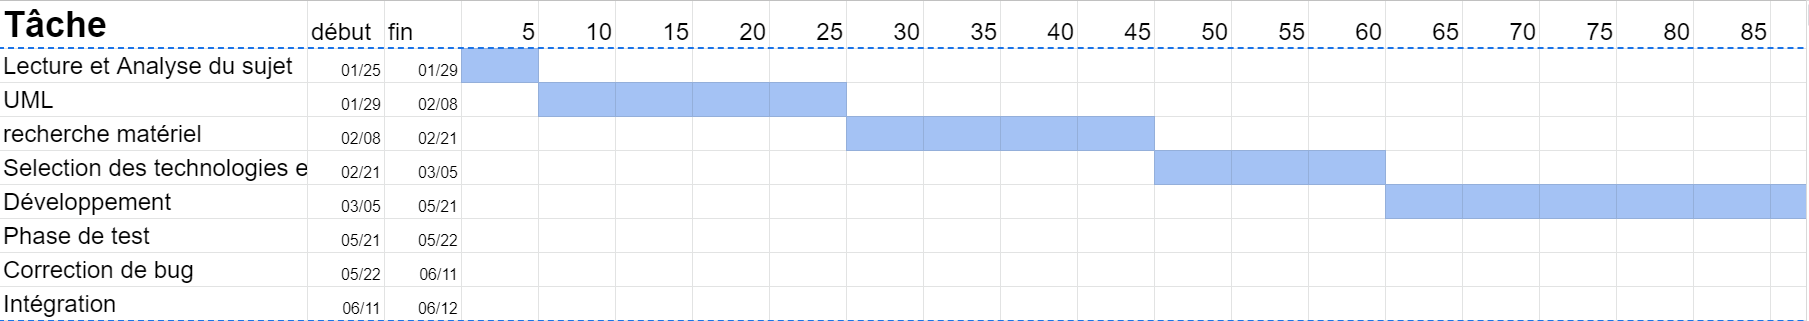 Tâche début fin 5 10 15 20 25 30 35 40 45 50 55 60 65 70 75 80 85
Lecture et Analyse du sujet 01/25 01/29
UML 01/29 02/08
recherche matériel 02/08 02/21
Selection des technologies e 02/21 03/05
Développement 03/05 05/21
Phase de test 05/21 05/22
Correction de bug 05/22 06/11
Intégration 06/11 06/12